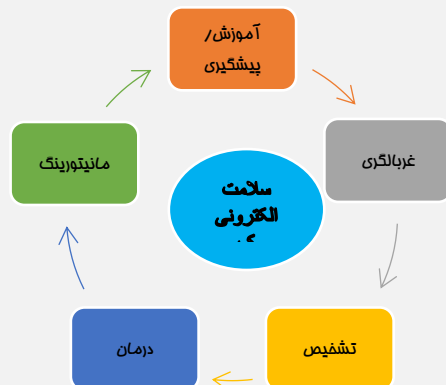 آموزش/
پیشگیری
غربالگری
تشخیص
درمان
مانیتورینگ
سلامت
الکترونی